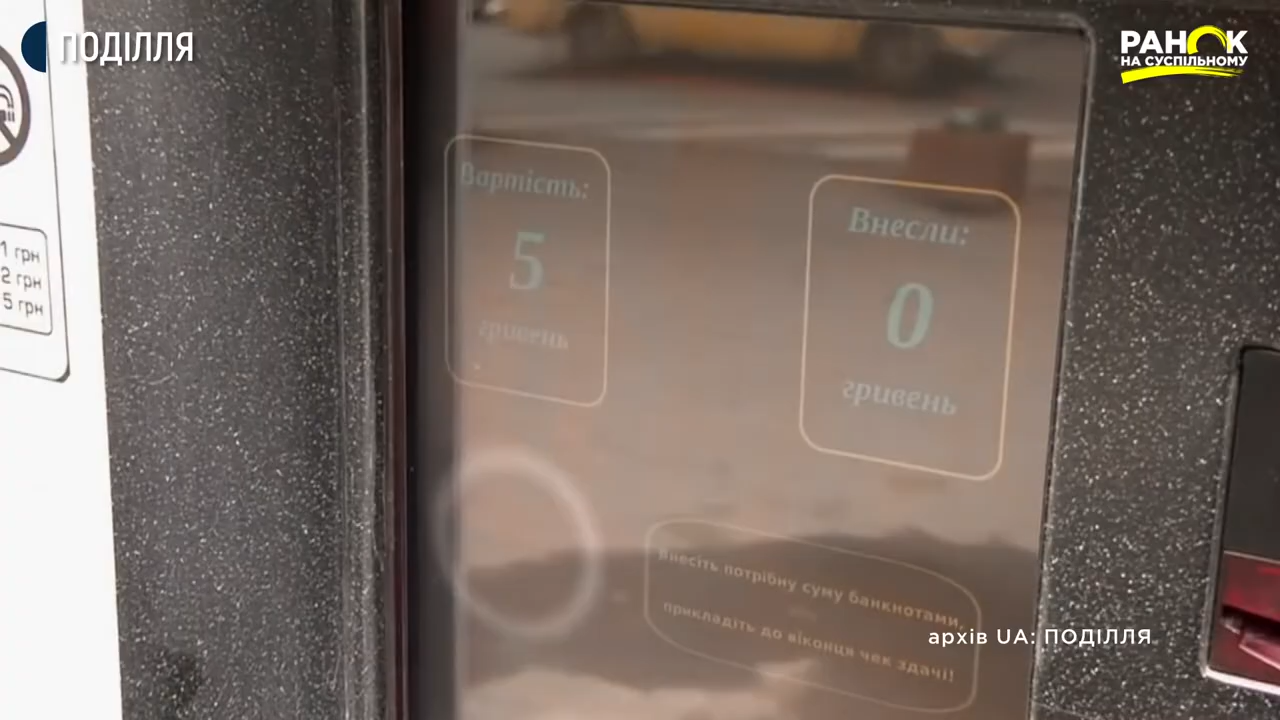 ПОДІЛЛЯ
РАНОК
НА СУСПІЛЬНОМУ
1 грн
2 грн
5 грн
Вартість:
5
гривень
Внесли:
0
гривень
Внесіть потрібну суму банкнотами,
прикладіть до віконця чек здачі!
архів UA: ПОДІЛЛЯ